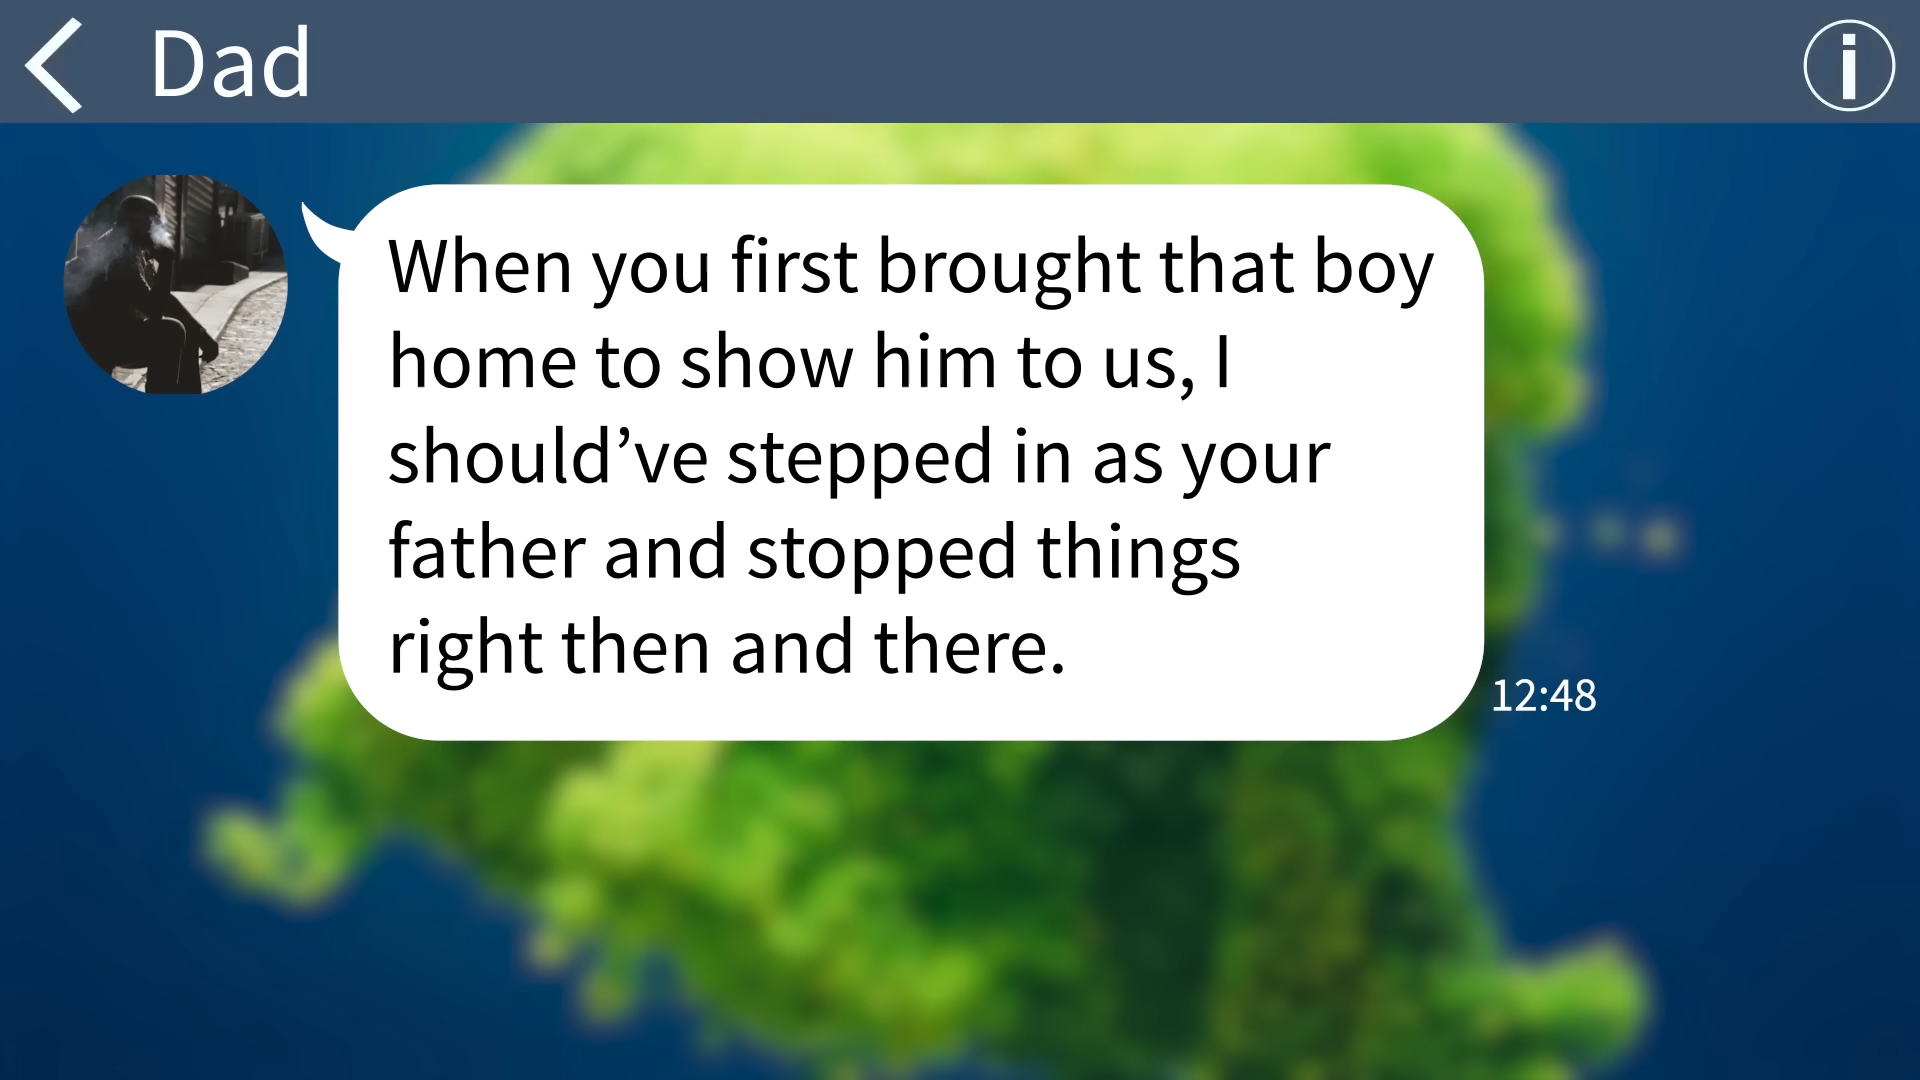 Dad
When you first brought that boy
home to show him to us, I
should’ve stepped in as your
father and stopped things
right then and there.
12:48